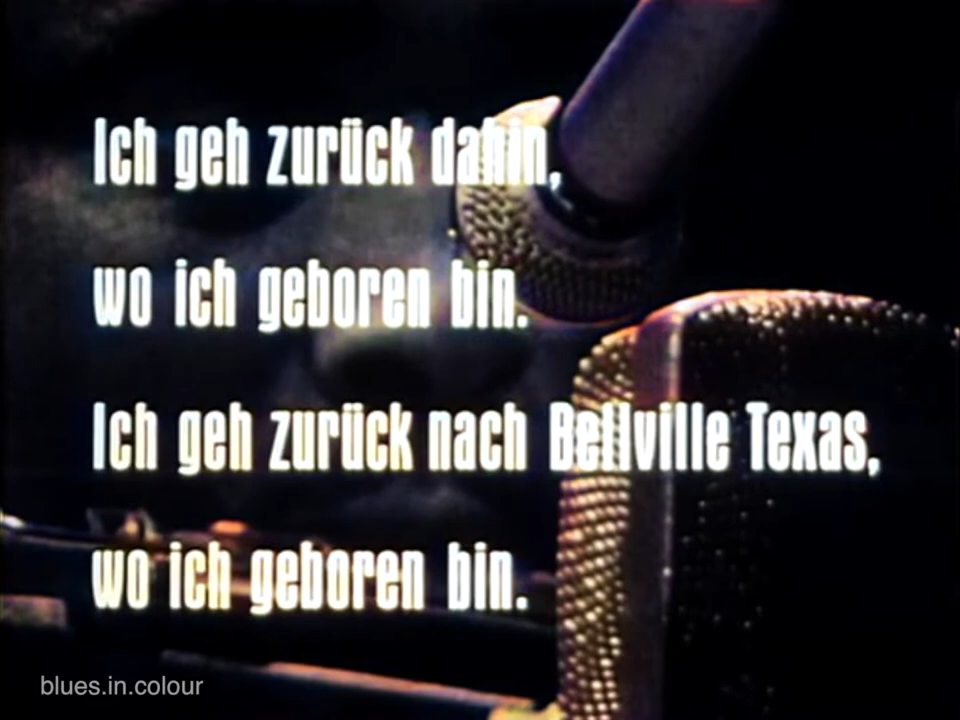 Ich geh zurück dahin,
wo ich geboren bin.
Ich geh zurück nach Bellville Texas,
wo ich geboren bin.
blues.in.colour